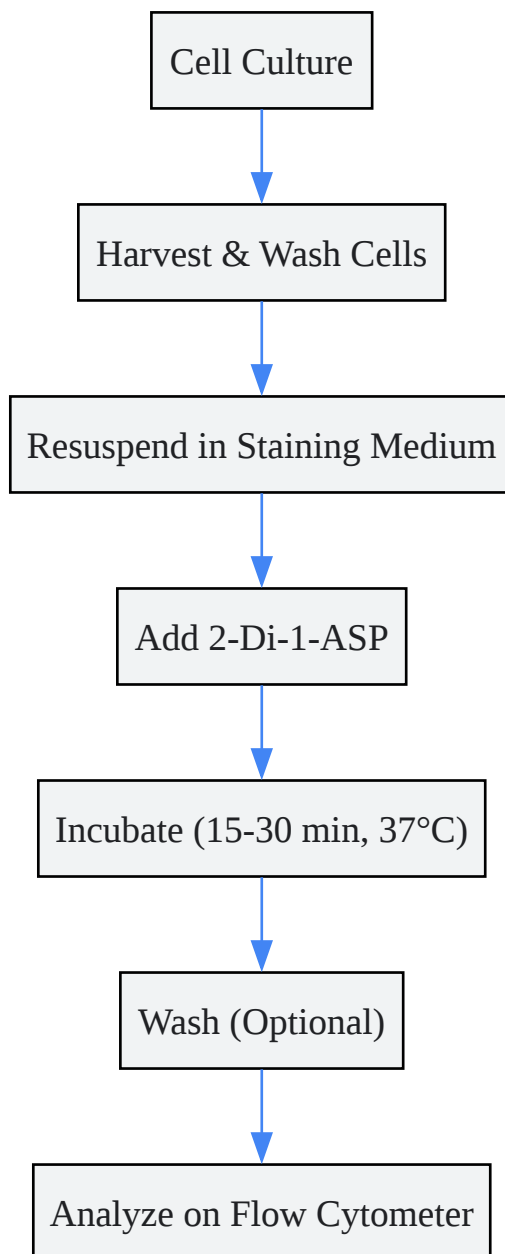 Cell Culture
Harvest & Wash Cells
Resuspend in Staining Medium
Add 2-Di-1-ASP
Incubate (15-30 min, 37°C)
Wash (Optional)
Analyze on Flow Cytometer